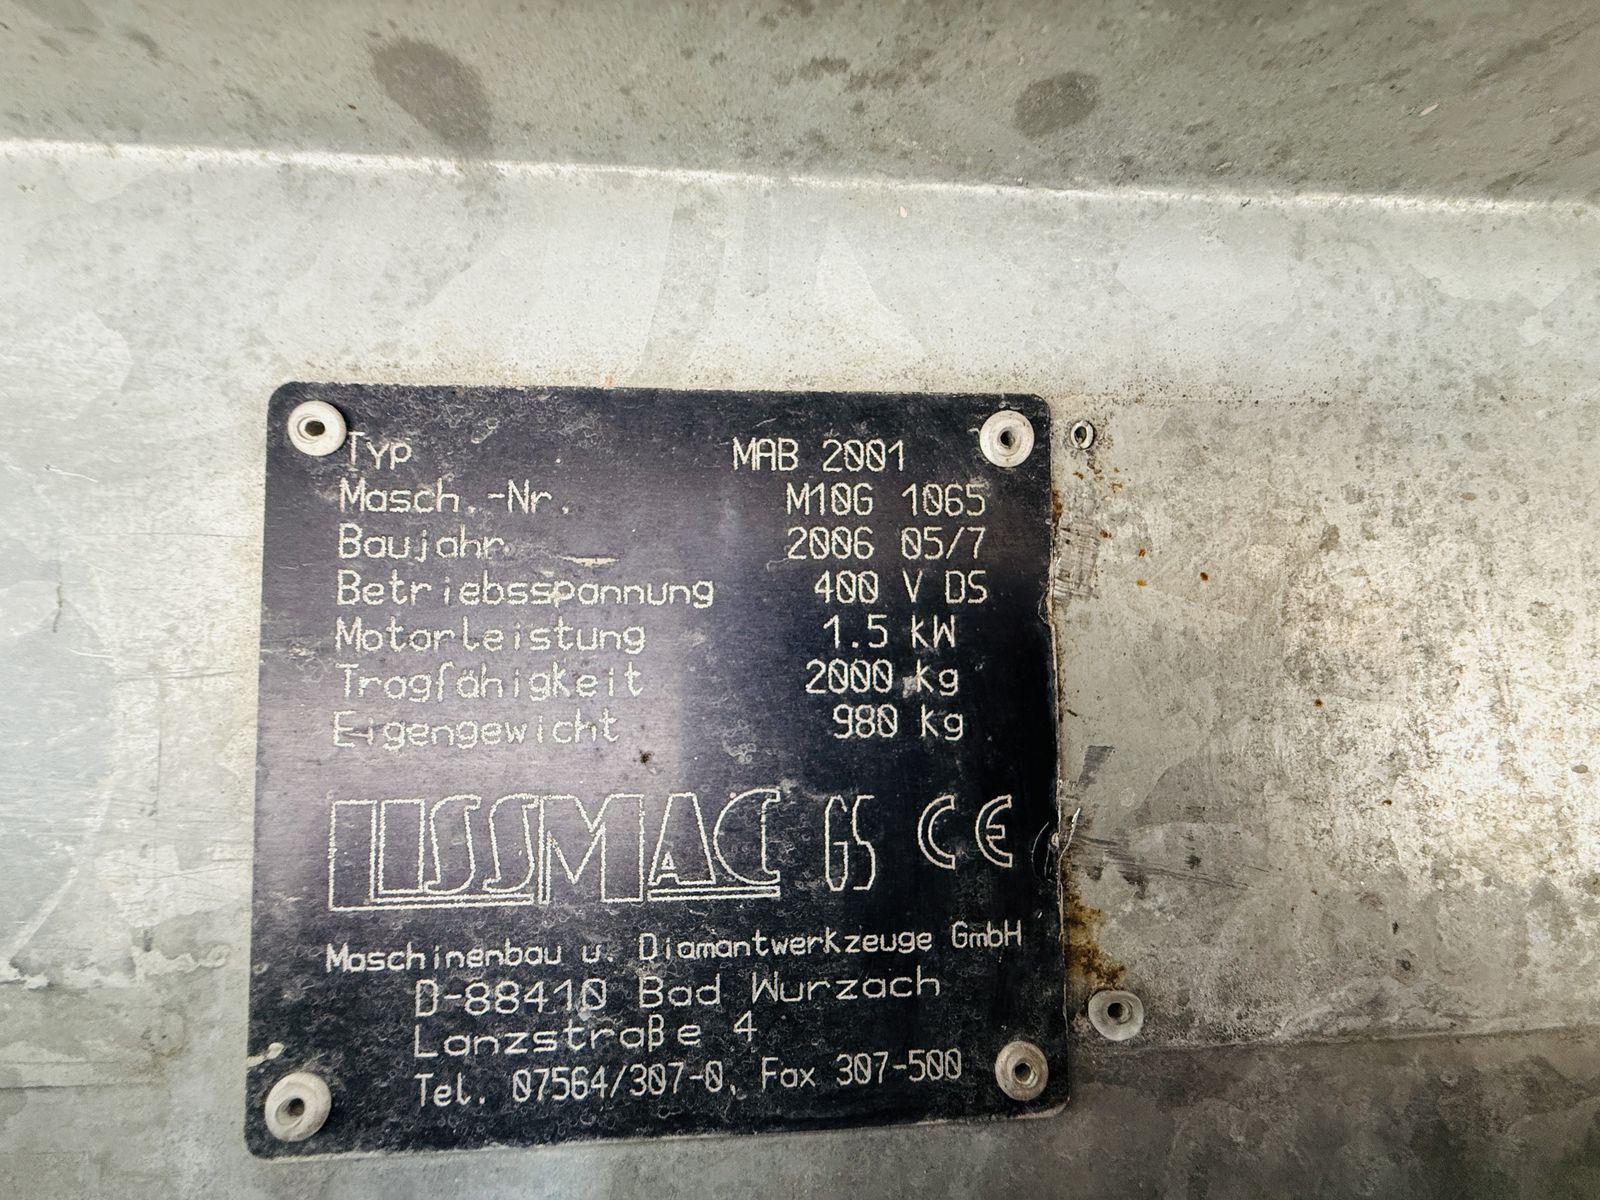 Typ MAB 2001
Masch.-Nr. M10G 1065
Baujahr 2006 05/7
Betriebsspannung 400 V DS
Motorleistung 1.5 kW
Tragfähigkeit 2000 kg
Eigengewicht 980 kg
LISSMAC GS CE
Maschinenbau u. Diamantwerkzeuge GmbH
D-88410 Bad Wurzach
Lanzstraße 4
Tel. 07564/307-0, Fax 307-500